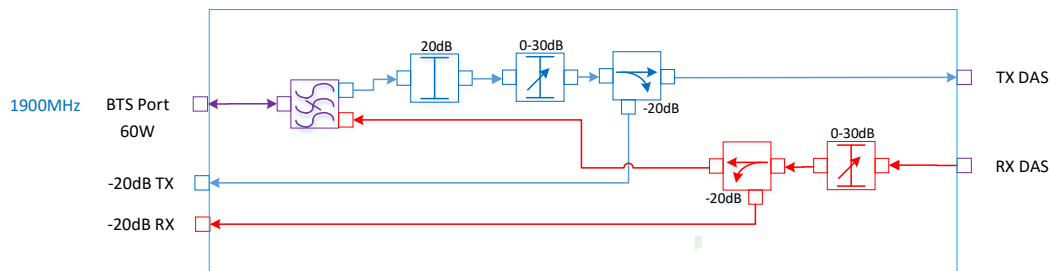 20dB
0-30dB
TX DAS
1900MHz
BTS Port
-20dB
60W
0-30dB
RX DAS
-20dB TX
-20dB
-20dB RX